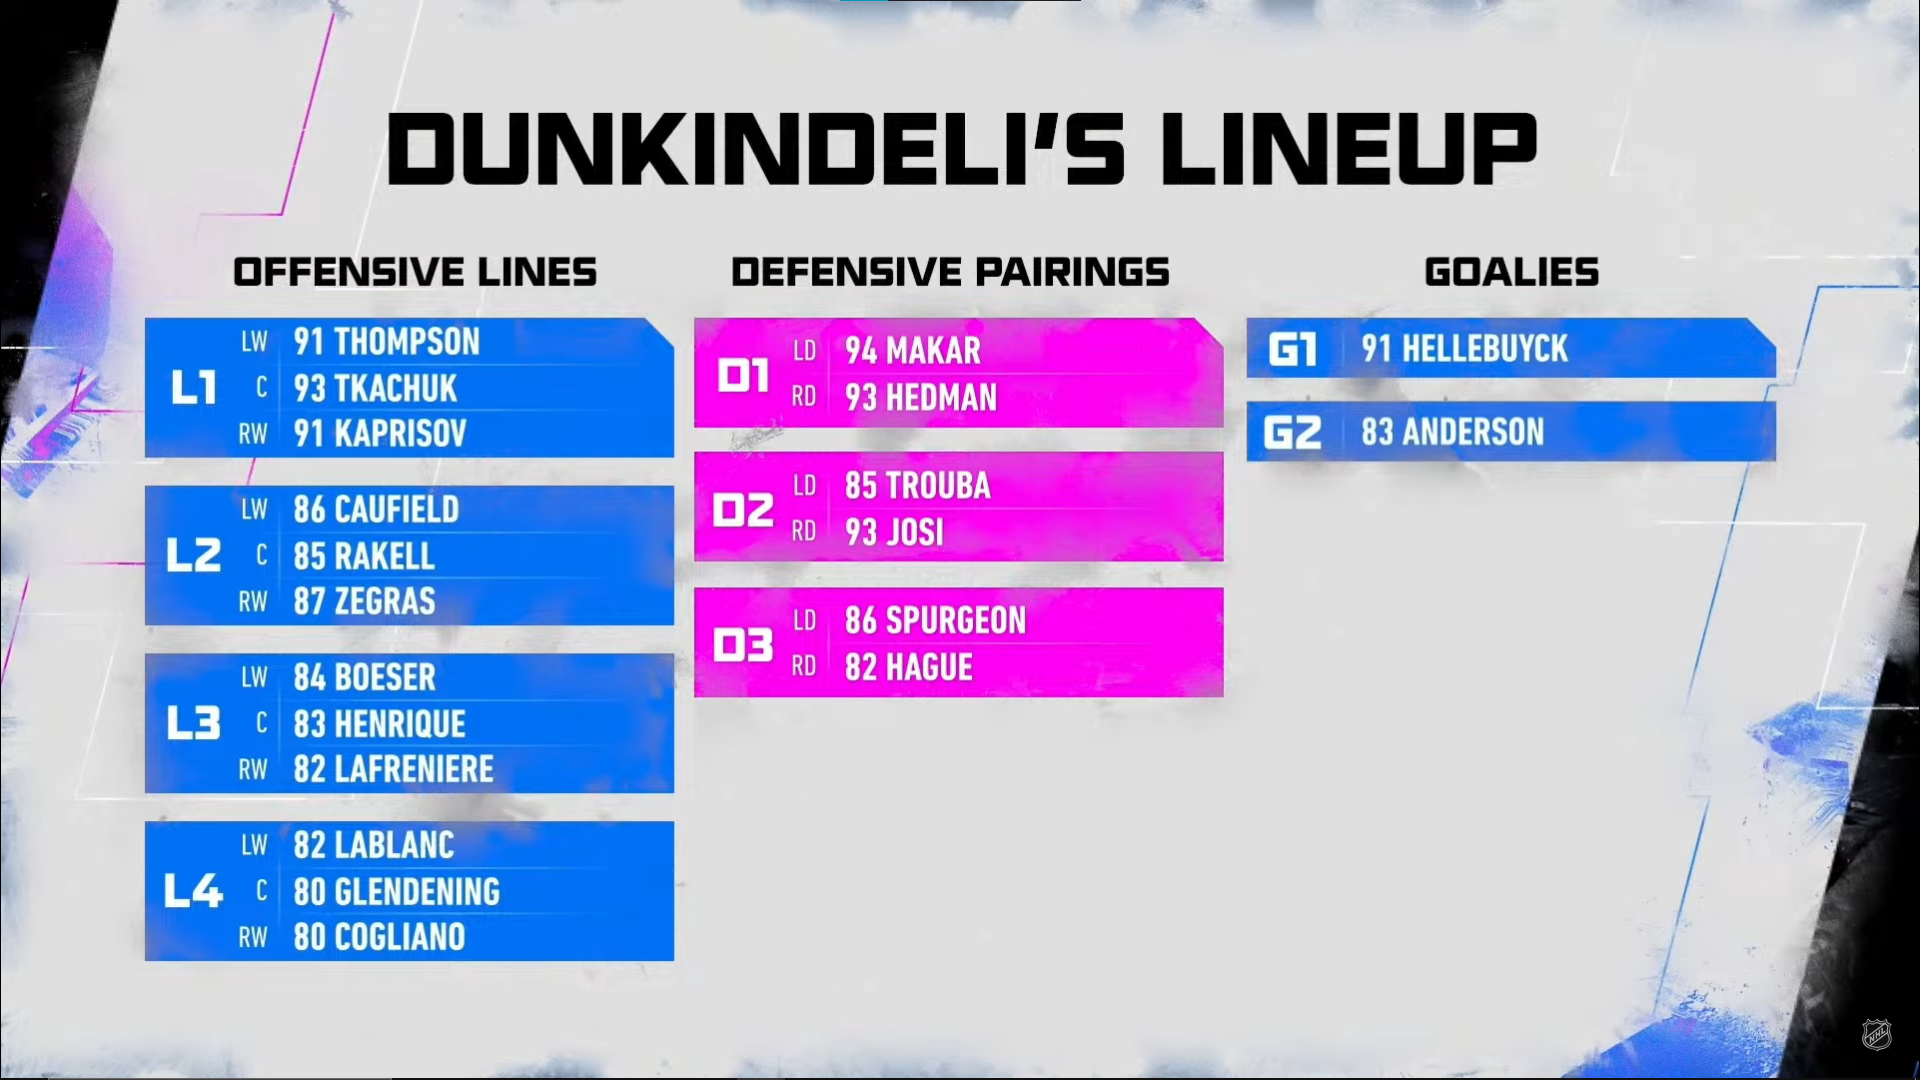 DUNKINDELI'S LINEUP
OFFENSIVE LINES
L1
LW 91 THOMPSON
C 93 TKACHUK
RW 91 KAPRISOV
L2
LW 86 CAUFIELD
C 85 RAKELL
RW 87 ZEGRAS
L3
LW 84 BOESER
C 83 HENRIQUE
RW 82 LAFRENIERE
L4
LW 82 LABLANC
C 80 GLENDENING
RW 80 COGLIANO
DEFENSIVE PAIRINGS
D1
LD 94 MAKAR
RD 93 HEDMAN
D2
LD 85 TROUBA
RD 93 JOSI
D3
LD 86 SPURGEON
RD 82 HAGUE
GOALIES
G1 91 HELLEBUYCK
G2 83 ANDERSON
NHL